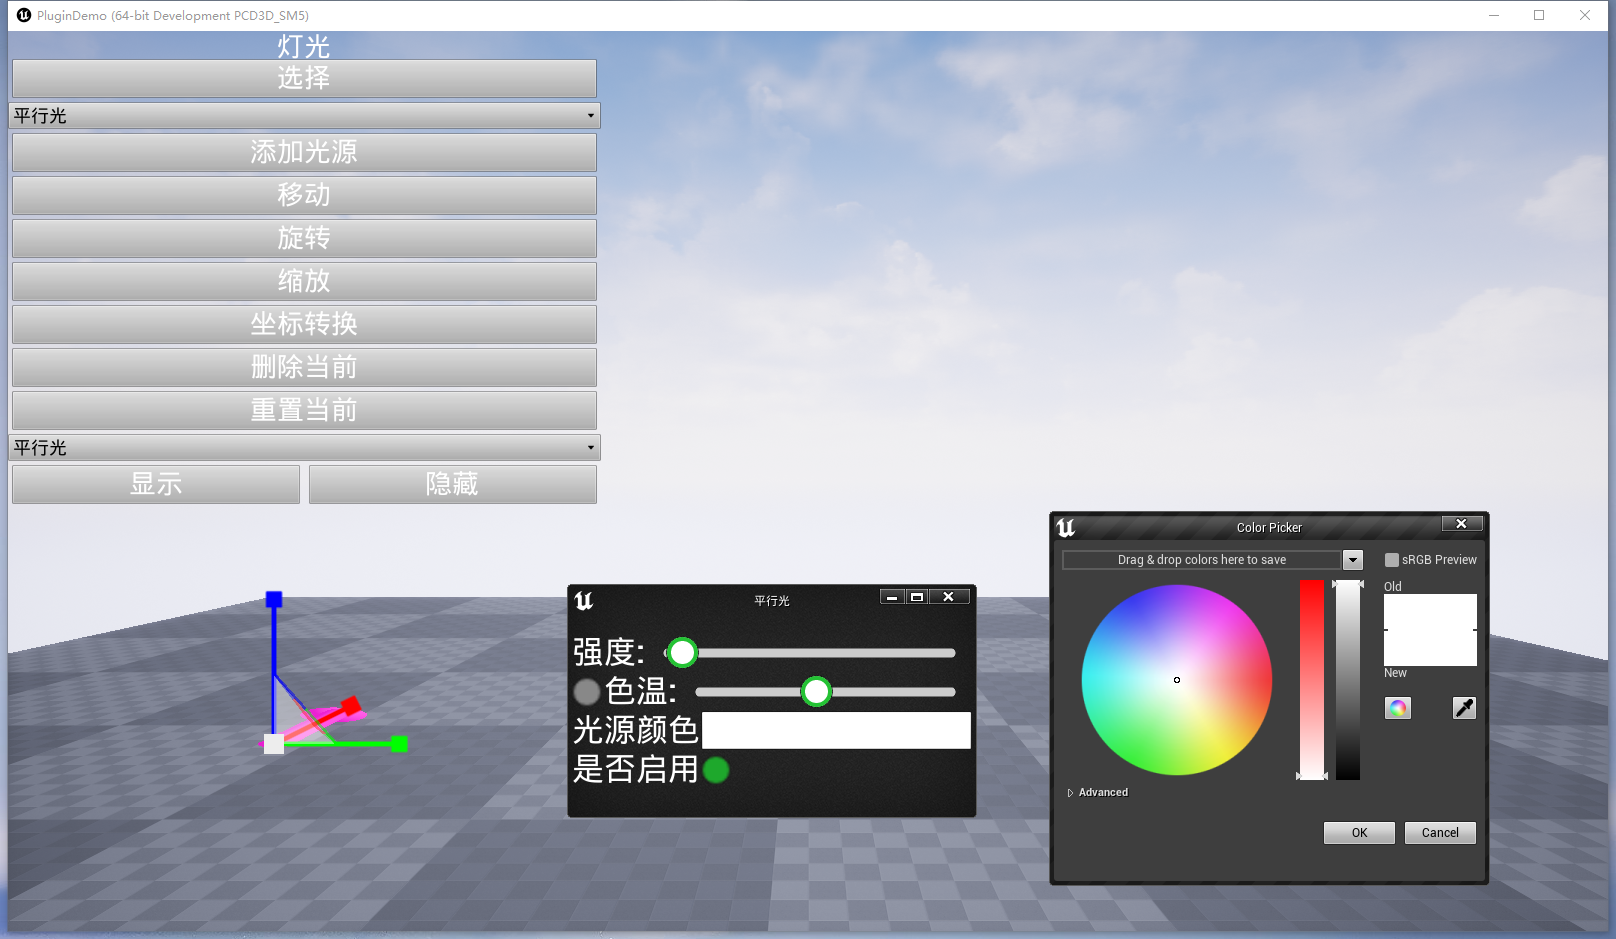 PluginDemo (64-bit Development PCD3D_SM5)
灯光
选择
平行光
添加光源
移动
旋转
缩放
坐标转换
删除当前
重置当前
平行光
显示 隐藏
平行光
强度:
色温:
光源颜色
是否启用
Color Picker
Drag & drop colors here to save
sRGB Preview
Old
New
Advanced
OK Cancel